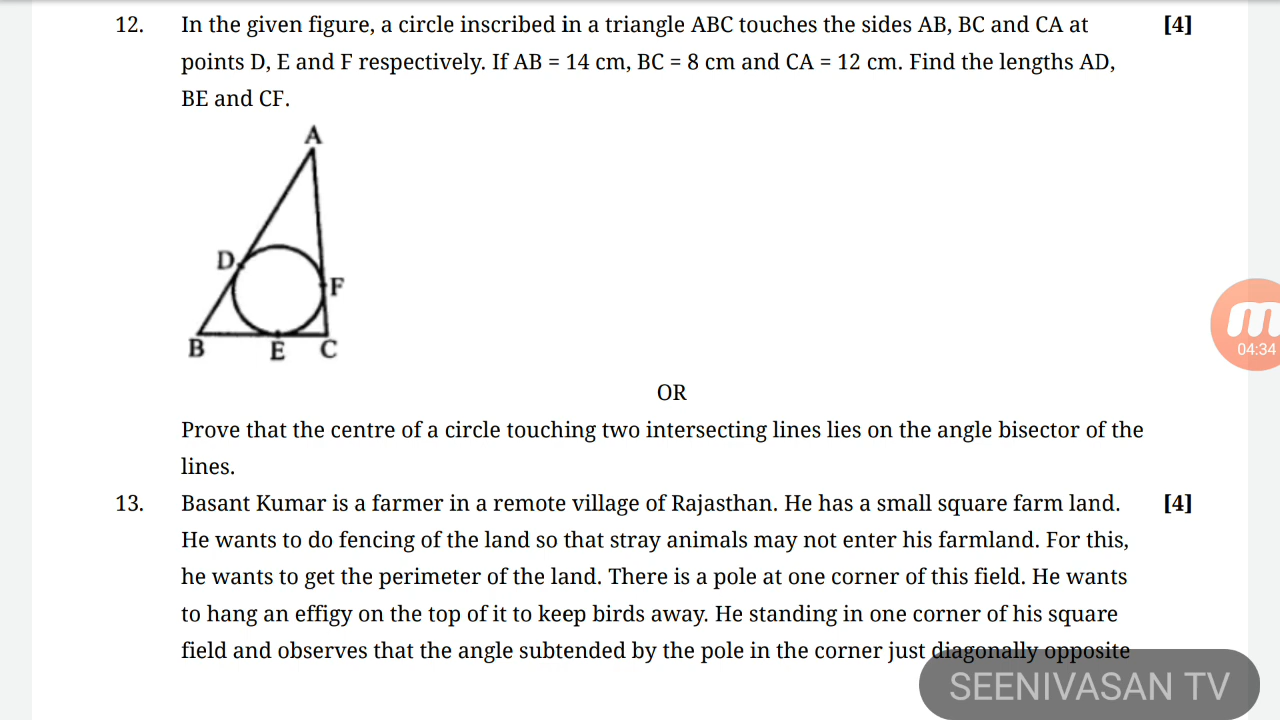 12. In the given figure, a circle inscribed in a triangle ABC touches the sides AB, BC and CA at [4]
points D, E and F respectively. If AB = 14 cm, BC = 8 cm and CA = 12 cm. Find the lengths AD,
BE and CF.
A
D
F
B E C
OR
Prove that the centre of a circle touching two intersecting lines lies on the angle bisector of the
lines.
13. Basant Kumar is a farmer in a remote village of Rajasthan. He has a small square farm land. [4]
He wants to do fencing of the land so that stray animals may not enter his farmland. For this,
he wants to get the perimeter of the land. There is a pole at one corner of this field. He wants
to hang an effigy on the top of it to keep birds away. He standing in one corner of his square
field and observes that the angle subtended by the pole in the corner just diagonally opposite
04:34
SEENIVASAN TV